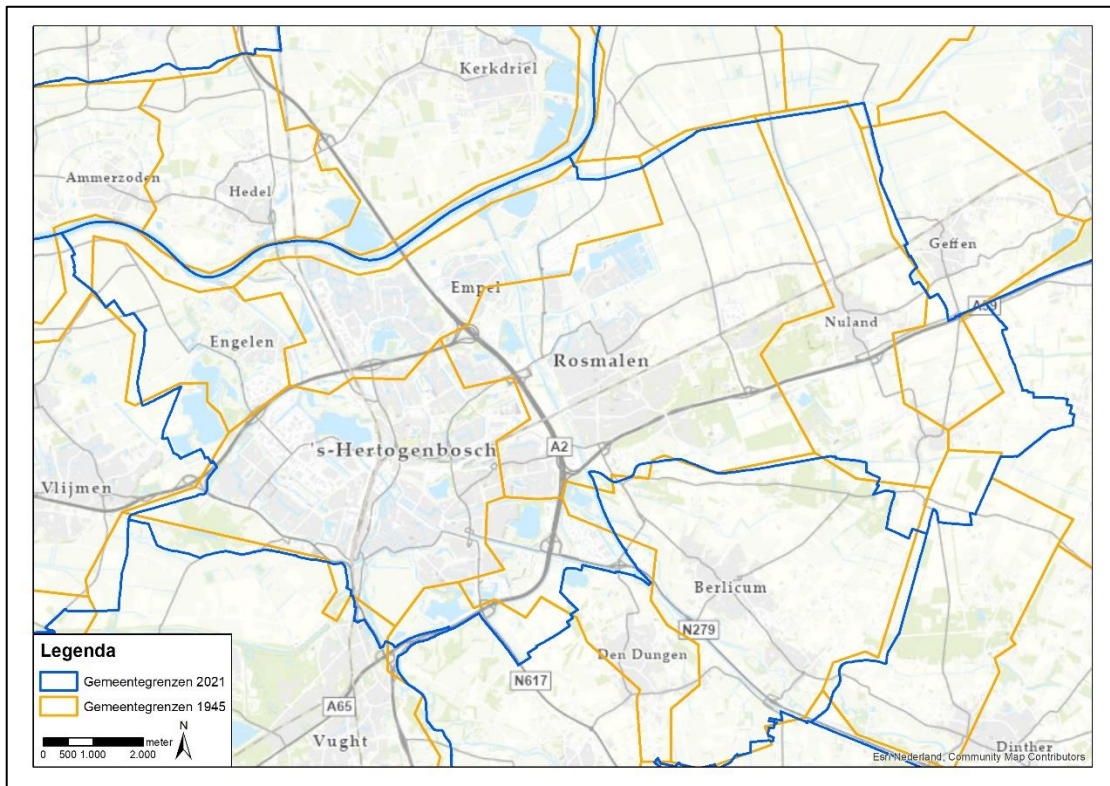 Kerkdriel
Ammerzoden
Hedel
Geffen
Empel
A59
Nuland
Engelen
Rosmalen
's-Hertogenbosch
A2
Vlijmen
Berlicum
N279
Den Dungen
N617
A65
Vught
Dinther
Legenda
Gemeentegrenzen 2021
Gemeentegrenzen 1945
N
0 500 1.000 2.000 meter
Esri Nederland, Community Map Contributors